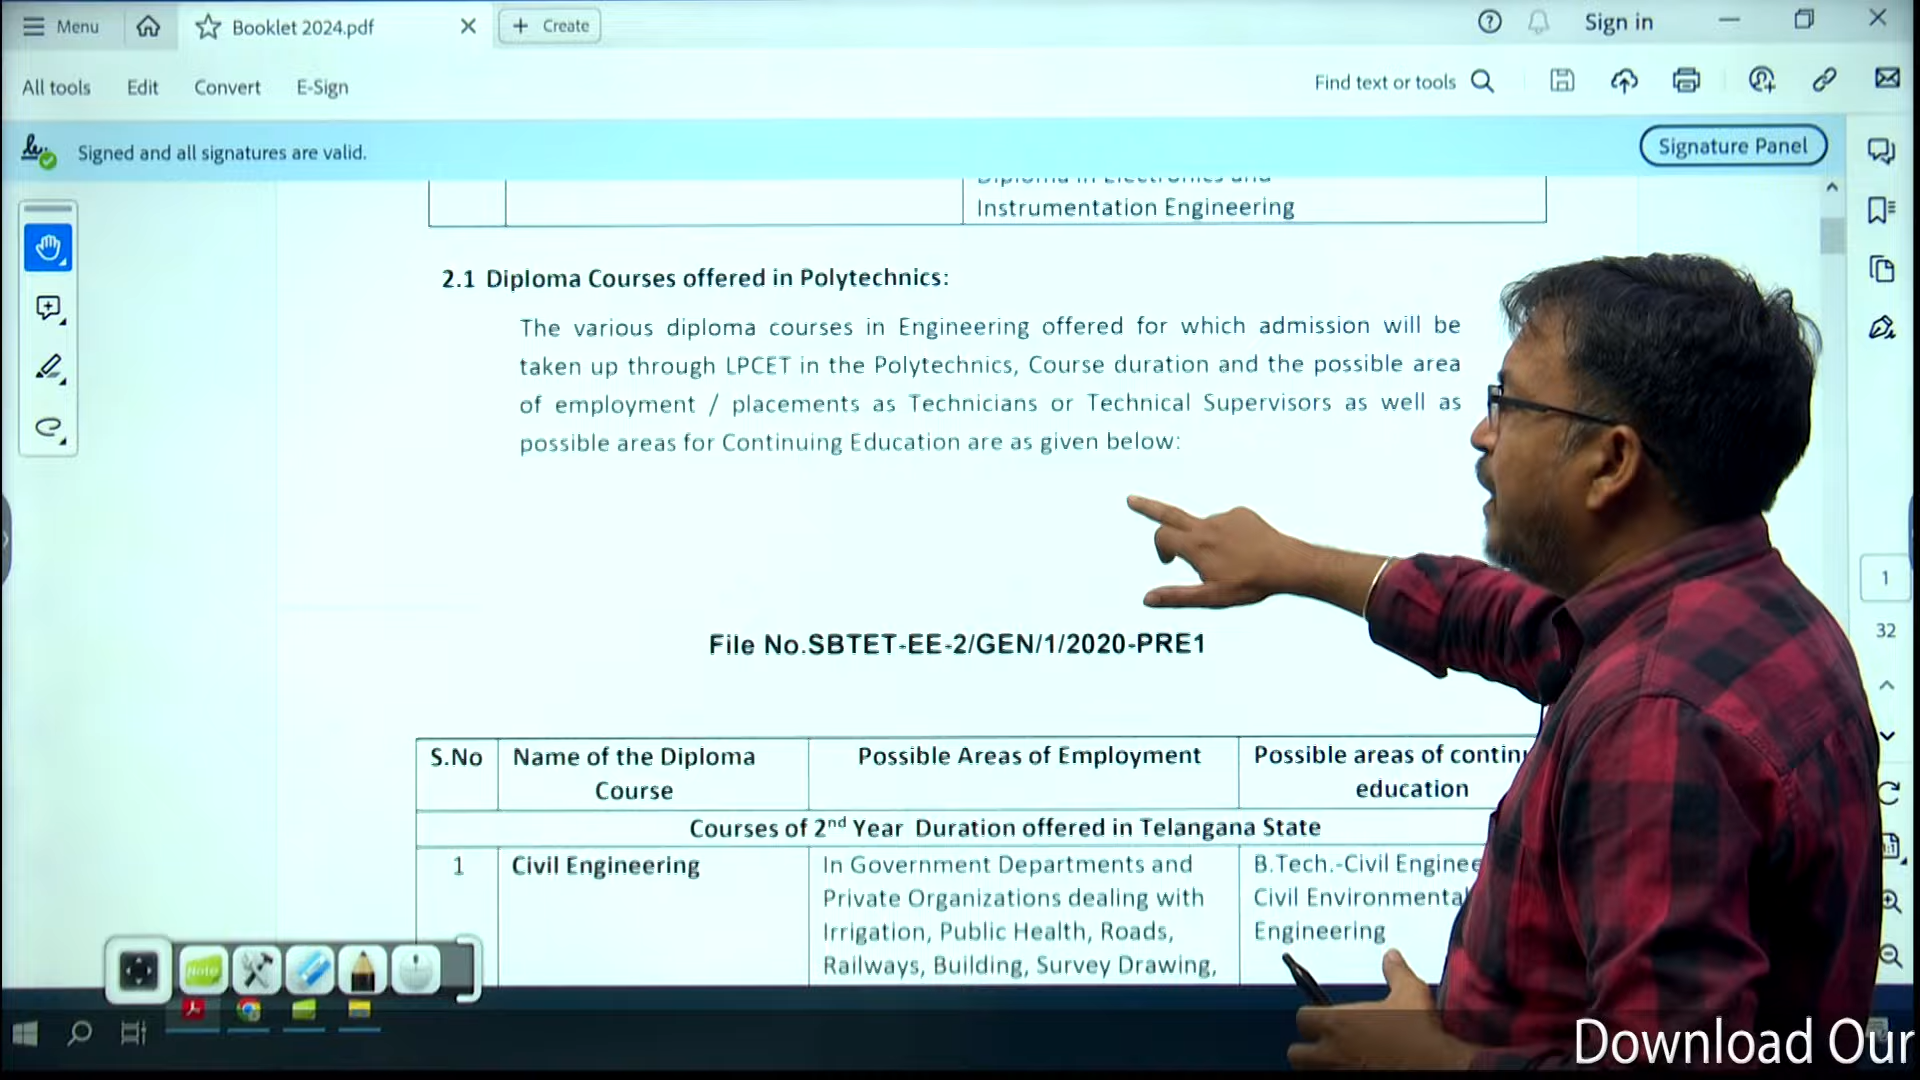 Menu
Booklet 2024.pdf
Create
Sign in
All tools
Edit
Convert
E-Sign
Find text or tools
Signed and all signatures are valid.
Signature Panel
Diploma in Electronics and
Instrumentation Engineering
2.1 Diploma Courses offered in Polytechnics:
The various diploma courses in Engineering offered for which admission will be
taken up through LPCET in the Polytechnics, Course duration and the possible area
of employment / placements as Technicians or Technical Supervisors as well as
possible areas for Continuing Education are as given below:
1
32
File No.SBTET-EE-2/GEN/1/2020-PRE1
S.No
Name of the Diploma
Course
Possible Areas of Employment
Possible areas of contin
education
Courses of 2nd Year Duration offered in Telangana State
1
Civil Engineering
In Government Departments and
Private Organizations dealing with
Irrigation, Public Health, Roads,
Railways, Building, Survey Drawing,
B.Tech.-Civil Enginee
Civil Environmental
Engineering
Note
Download Our